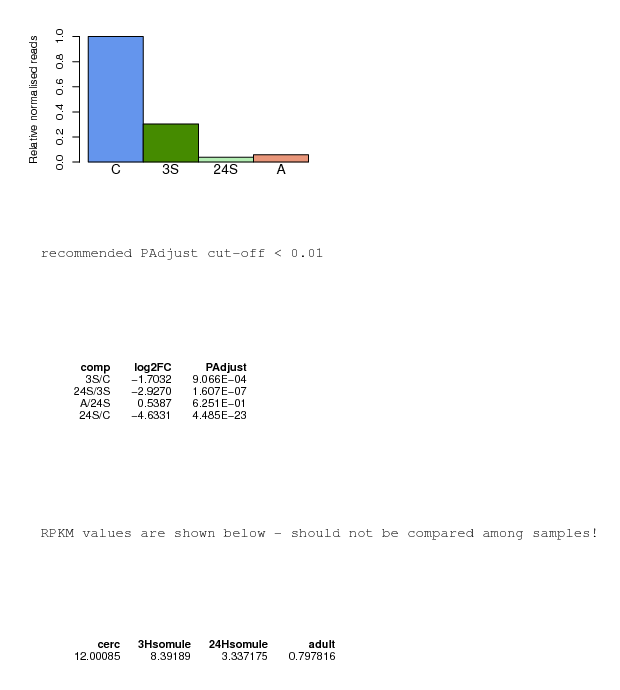 Relative normalised reads
1.0
0.8
0.6
0.4
0.2
0.0
C 3S 24S A
recommended PAdjust cut-off < 0.01
comp log2FC PAdjust
3S/C −1.7032 9.066E−04
24S/3S −2.9270 1.607E−07
A/24S 0.5387 6.251E−01
24S/C −4.6331 4.485E−23
RPKM values are shown below - should not be compared among samples!
cerc 3Hsomule 24Hsomule adult
12.00085 8.39189 3.337175 0.797816